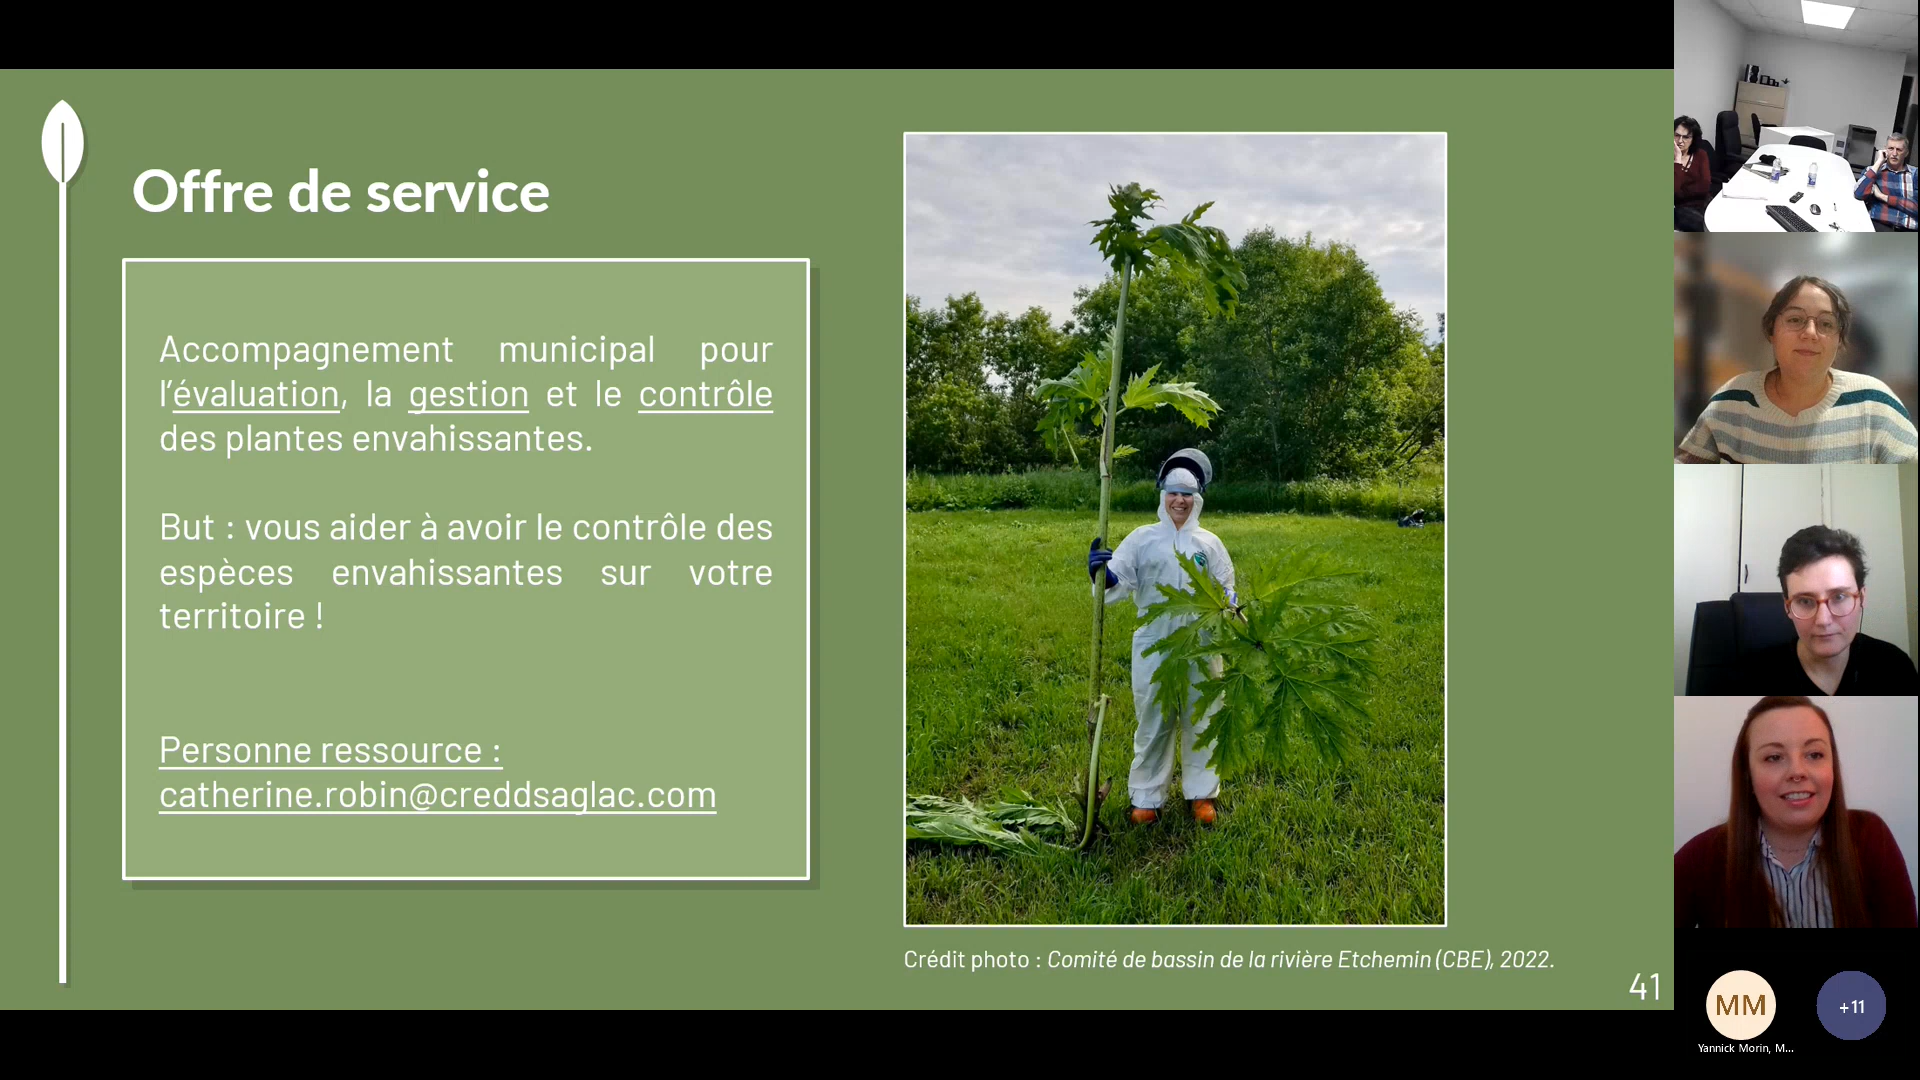 Offre de service
Accompagnement municipal pour
l’évaluation, la gestion et le contrôle
des plantes envahissantes.
But : vous aider à avoir le contrôle des
espèces envahissantes sur votre
territoire !
Personne ressource :
catherine.robin@creddsaglac.com
Crédit photo : Comité de bassin de la rivière Etchemin (CBE), 2022.
41
MM
+11
Yannick Morin, M...